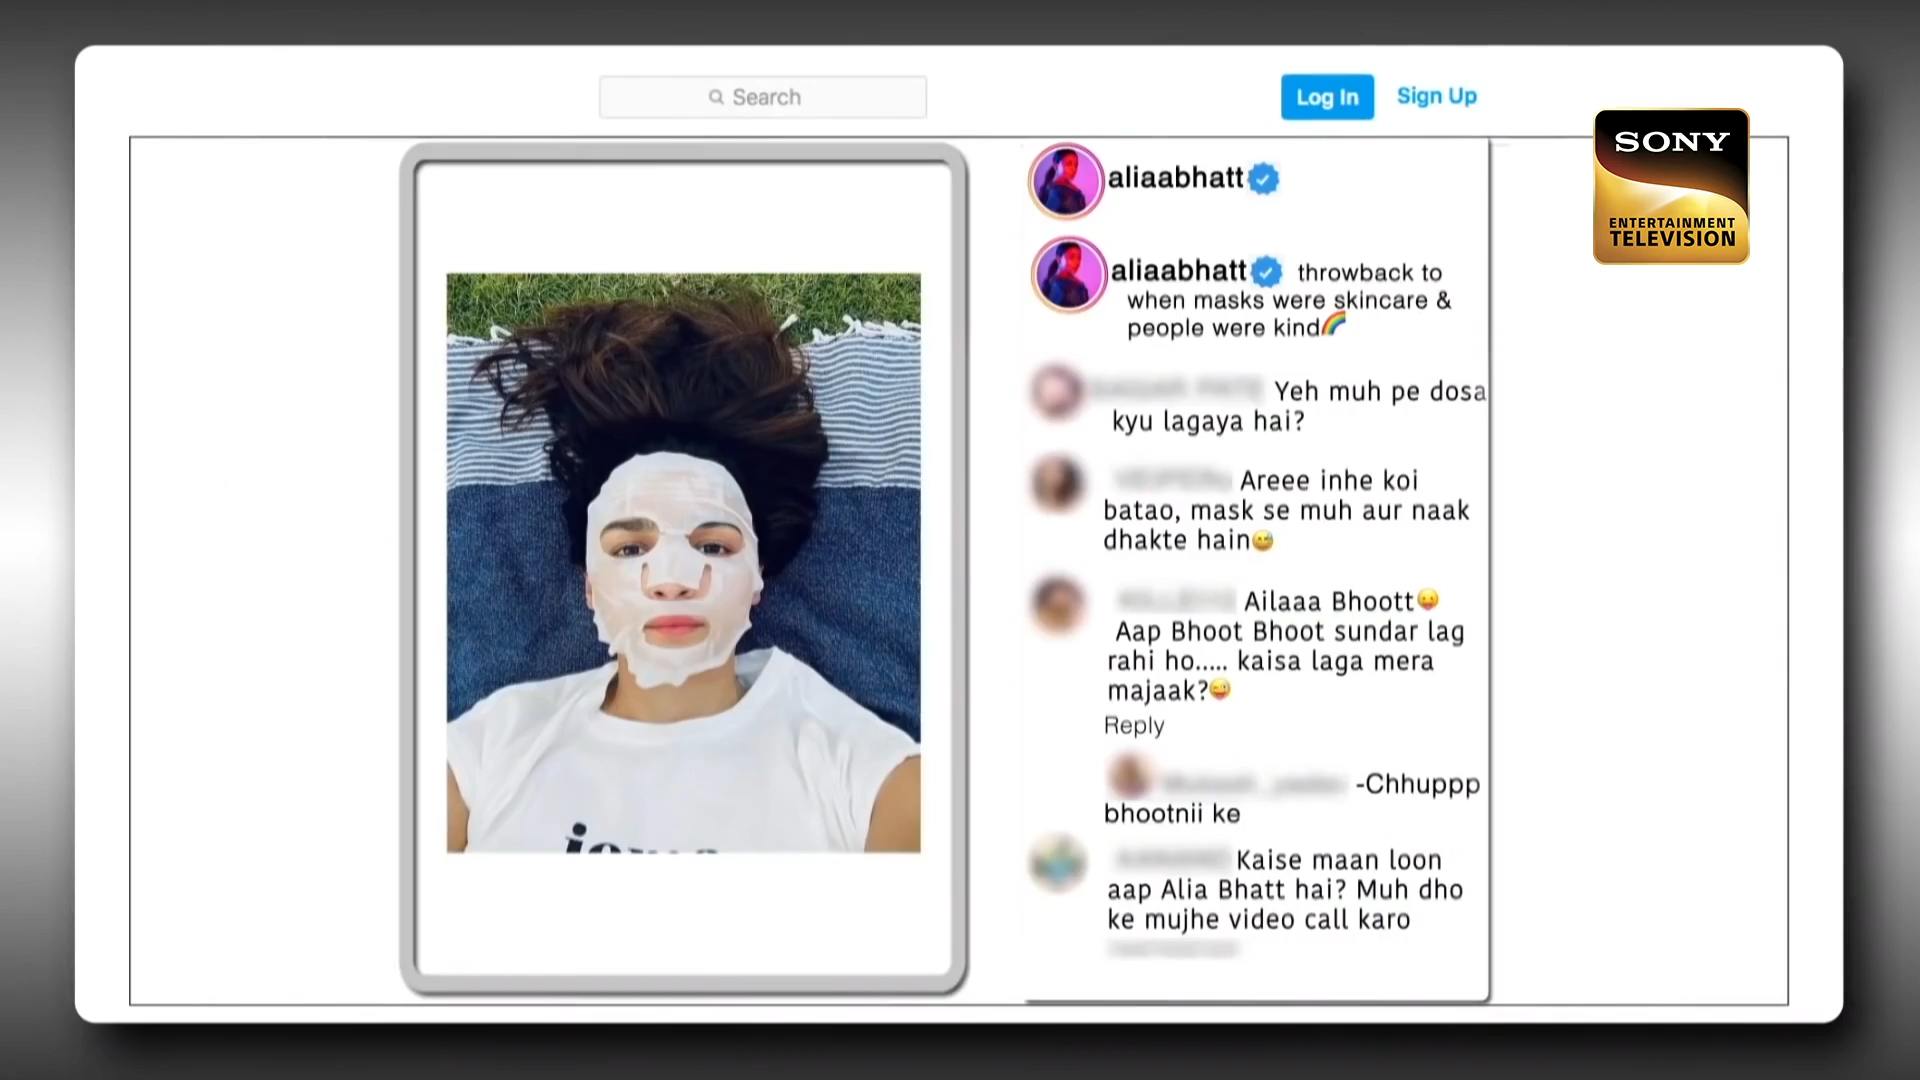 Search
Log In
Sign Up
SONY
ENTERTAINMENT
TELEVISION
aliaabhatt
aliaabhatt throwback to
when masks were skincare &
people were kind🌈
Yeh muh pe dosa
kyu lagaya hai?
Areee inhe koi
batao, mask se muh aur naak
dhakte hain😅
Ailaaa Bhoott😛
Aap Bhoot Bhoot sundar lag
rahi ho..... kaisa laga mera
majaak?😜
Reply
-Chhuppp
bhootnii ke
Kaise maan loon
aap Alia Bhatt hai? Muh dho
ke mujhe video call karo